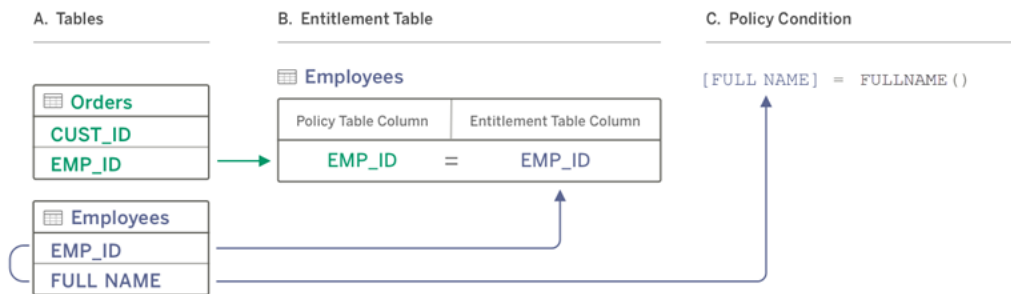 A. Tables
B. Entitlement Table
C. Policy Condition
Orders
CUST_ID
EMP_ID
Employees
EMP_ID
FULL NAME
Employees
Policy Table Column
Entitlement Table Column
EMP_ID = EMP_ID
[FULL NAME] = FULLNAME()